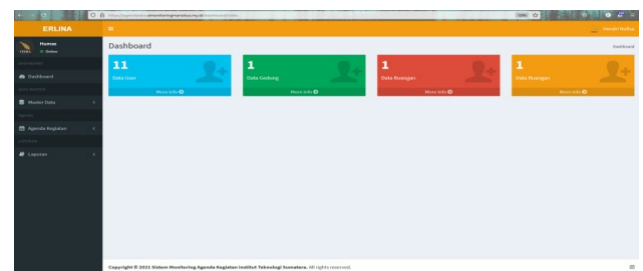 ERLINA
Humas
Online
Dashboard
Master Data
Agenda Kegiatan
Laporan
Dashboard
Dashboard
11
Data User
More info
1
Data Gedung
More info
1
Data Ruangan
More info
1
Data Ruangan
More info
Copyright © 2021 Sistem Monitoring Agenda Kegiatan Institut Teknologi Sumatera. All rights reserved.